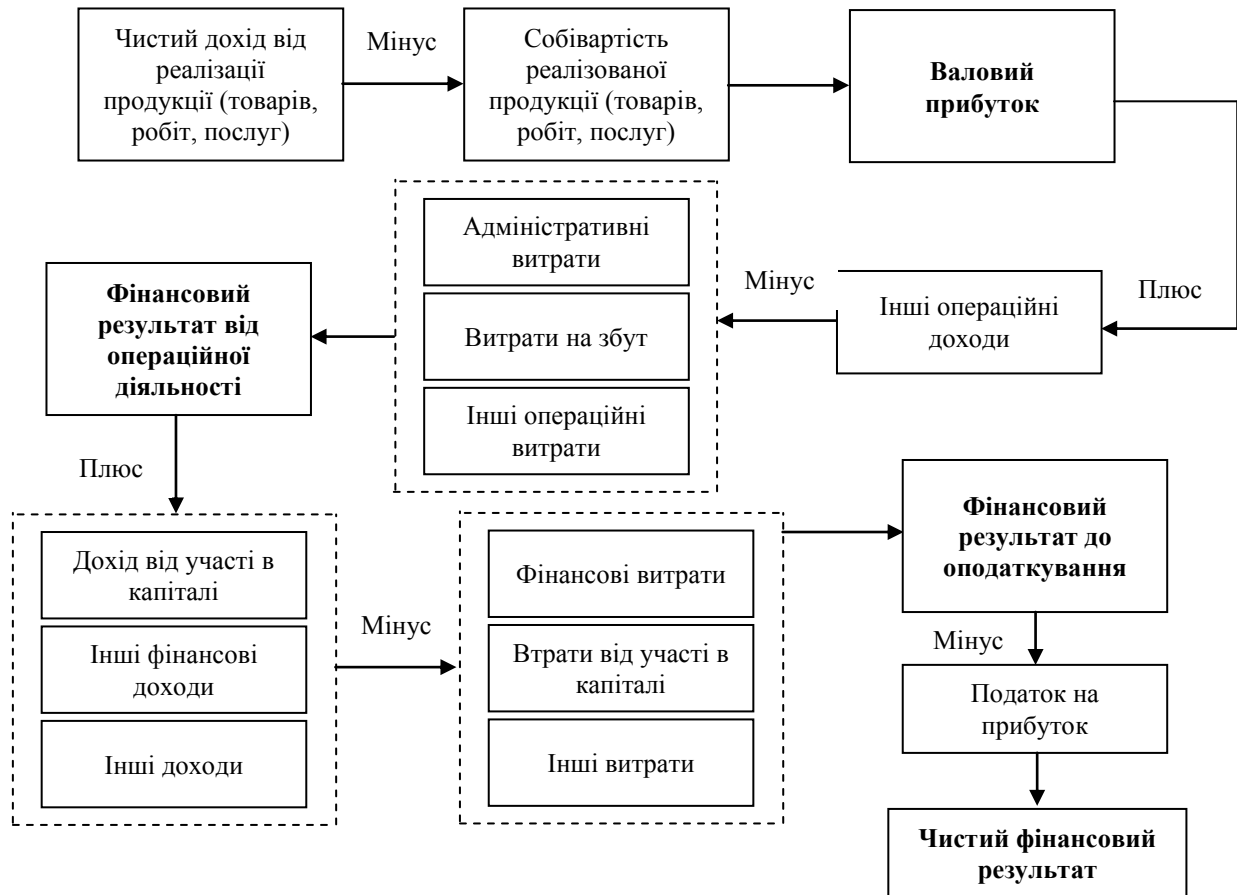 Чистий дохід від
реалізації
продукції (товарів,
робіт, послуг)
Мінус
Собівартість
реалізованої
продукції (товарів,
робіт, послуг)
Валовий
прибуток
Плюс
Інші операційні
доходи
Мінус
Адміністративні
витрати
Витрати на збут
Інші операційні
витрати
Фінансовий
результат від
операційної
діяльності
Плюс
Дохід від участі в
капіталі
Інші фінансові
доходи
Інші доходи
Мінус
Фінансові витрати
Втрати від участі в
капіталі
Інші витрати
Фінансовий
результат до
оподаткування
Мінус
Податок на
прибуток
Чистий фінансовий
результат